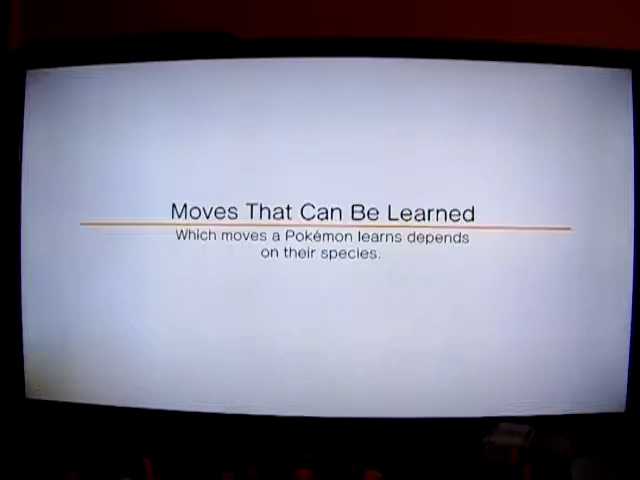 Moves That Can Be Learned
Which moves a Pokémon learns depends
on their species.